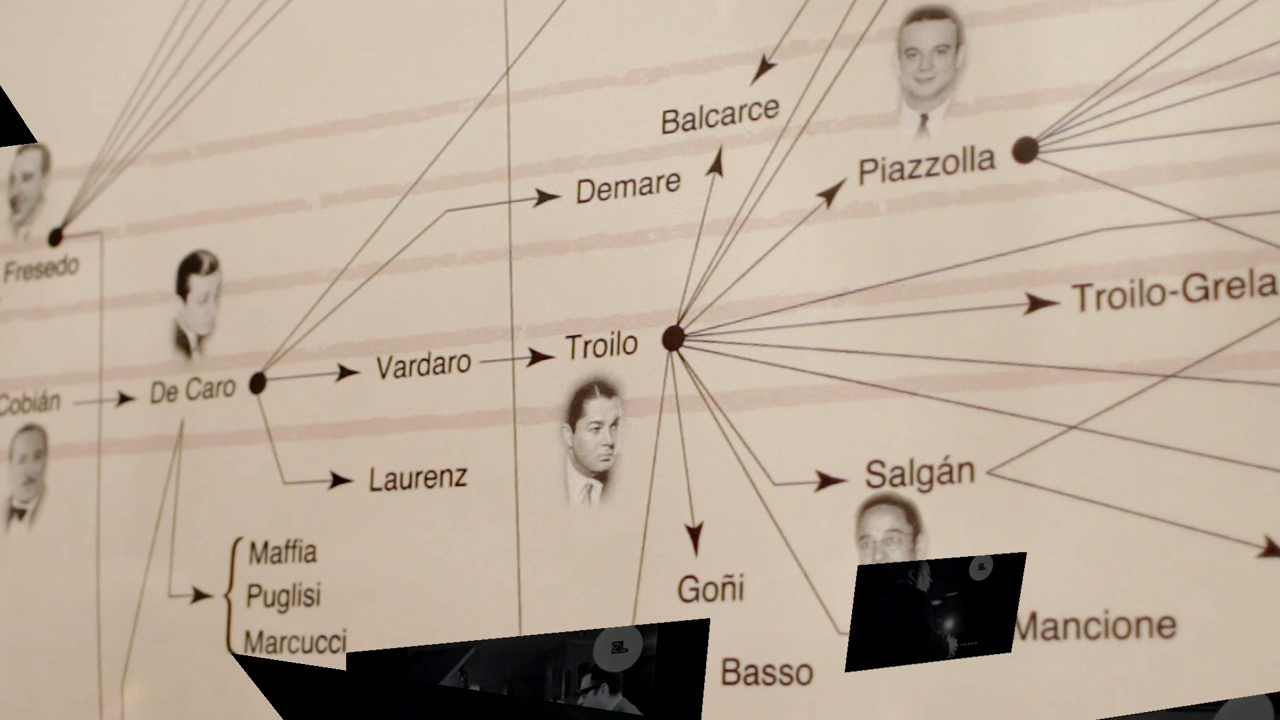 Balcarce
Piazzolla
Demare
Fresedo
Troilo-Grela
Troilo
Vardaro
De Caro
Cobián
Laurenz
Salgán
Maffia
Puglisi
Marcucci
Goñi
Mancione
Basso